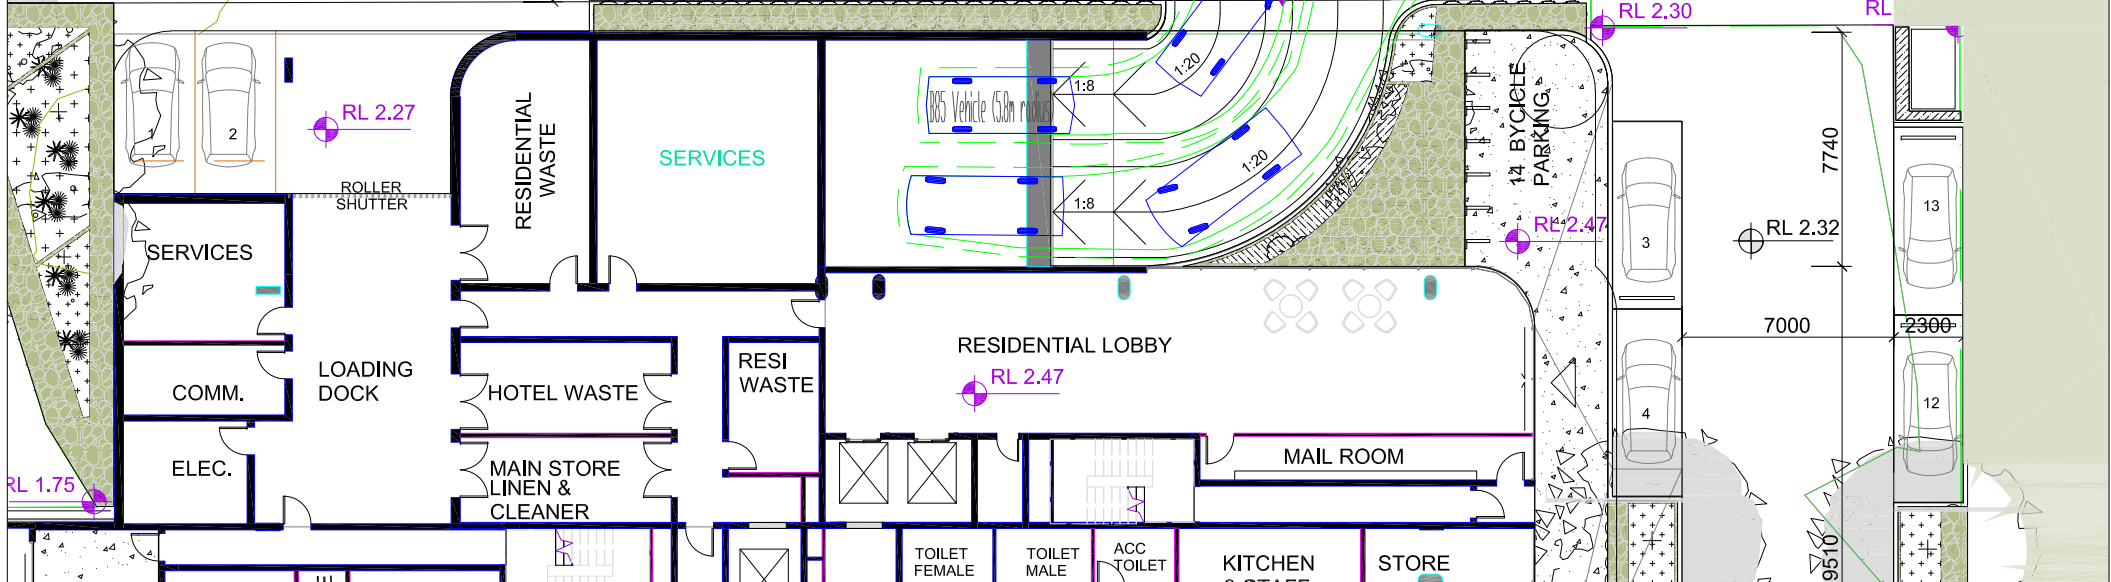 RL 2.30
RL
1:20
1:8
B85 Vehicle (5.8m radius)
RL 2.27
1
2
RESIDENTIAL
WASTE
SERVICES
14 BYCICLE
PARKING
7740
1:20
ROLLER
SHUTTER
1:8
13
RL 2.47
RL 2.32
3
SERVICES
7000
2300
RESIDENTIAL LOBBY
RL 2.47
LOADING
DOCK
RESI
WASTE
COMM.
HOTEL WASTE
12
4
MAIL ROOM
ELEC.
MAIN STORE
LINEN &
CLEANER
RL 1.75
9510
TOILET
FEMALE
TOILET
MALE
ACC
TOILET
KITCHEN
& STAFF
STORE